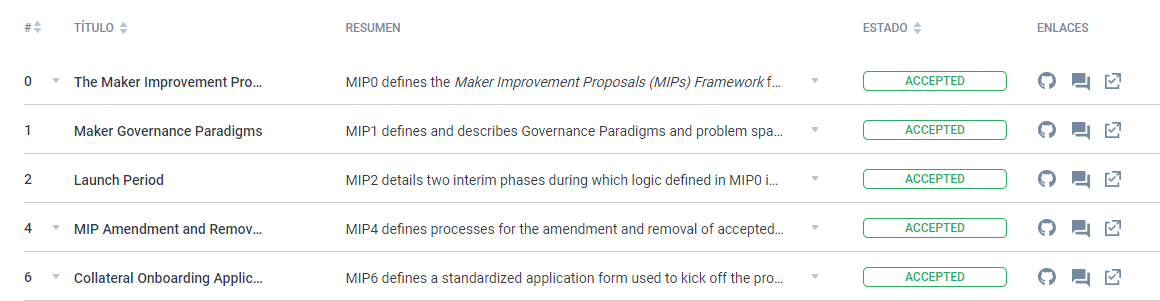 # TÍTULO RESUMEN ESTADO ENLACES
0 The Maker Improvement Pro... MIP0 defines the Maker Improvement Proposals (MIPs) Framework f... ACCEPTED
1 Maker Governance Paradigms MIP1 defines and describes Governance Paradigms and problem spa... ACCEPTED
2 Launch Period MIP2 details two interim phases during which logic defined in MIP0 i... ACCEPTED
4 MIP Amendment and Remov... MIP4 defines processes for the amendment and removal of accepted... ACCEPTED
6 Collateral Onboarding Applic... MIP6 defines a standardized application form used to kick off the pro... ACCEPTED